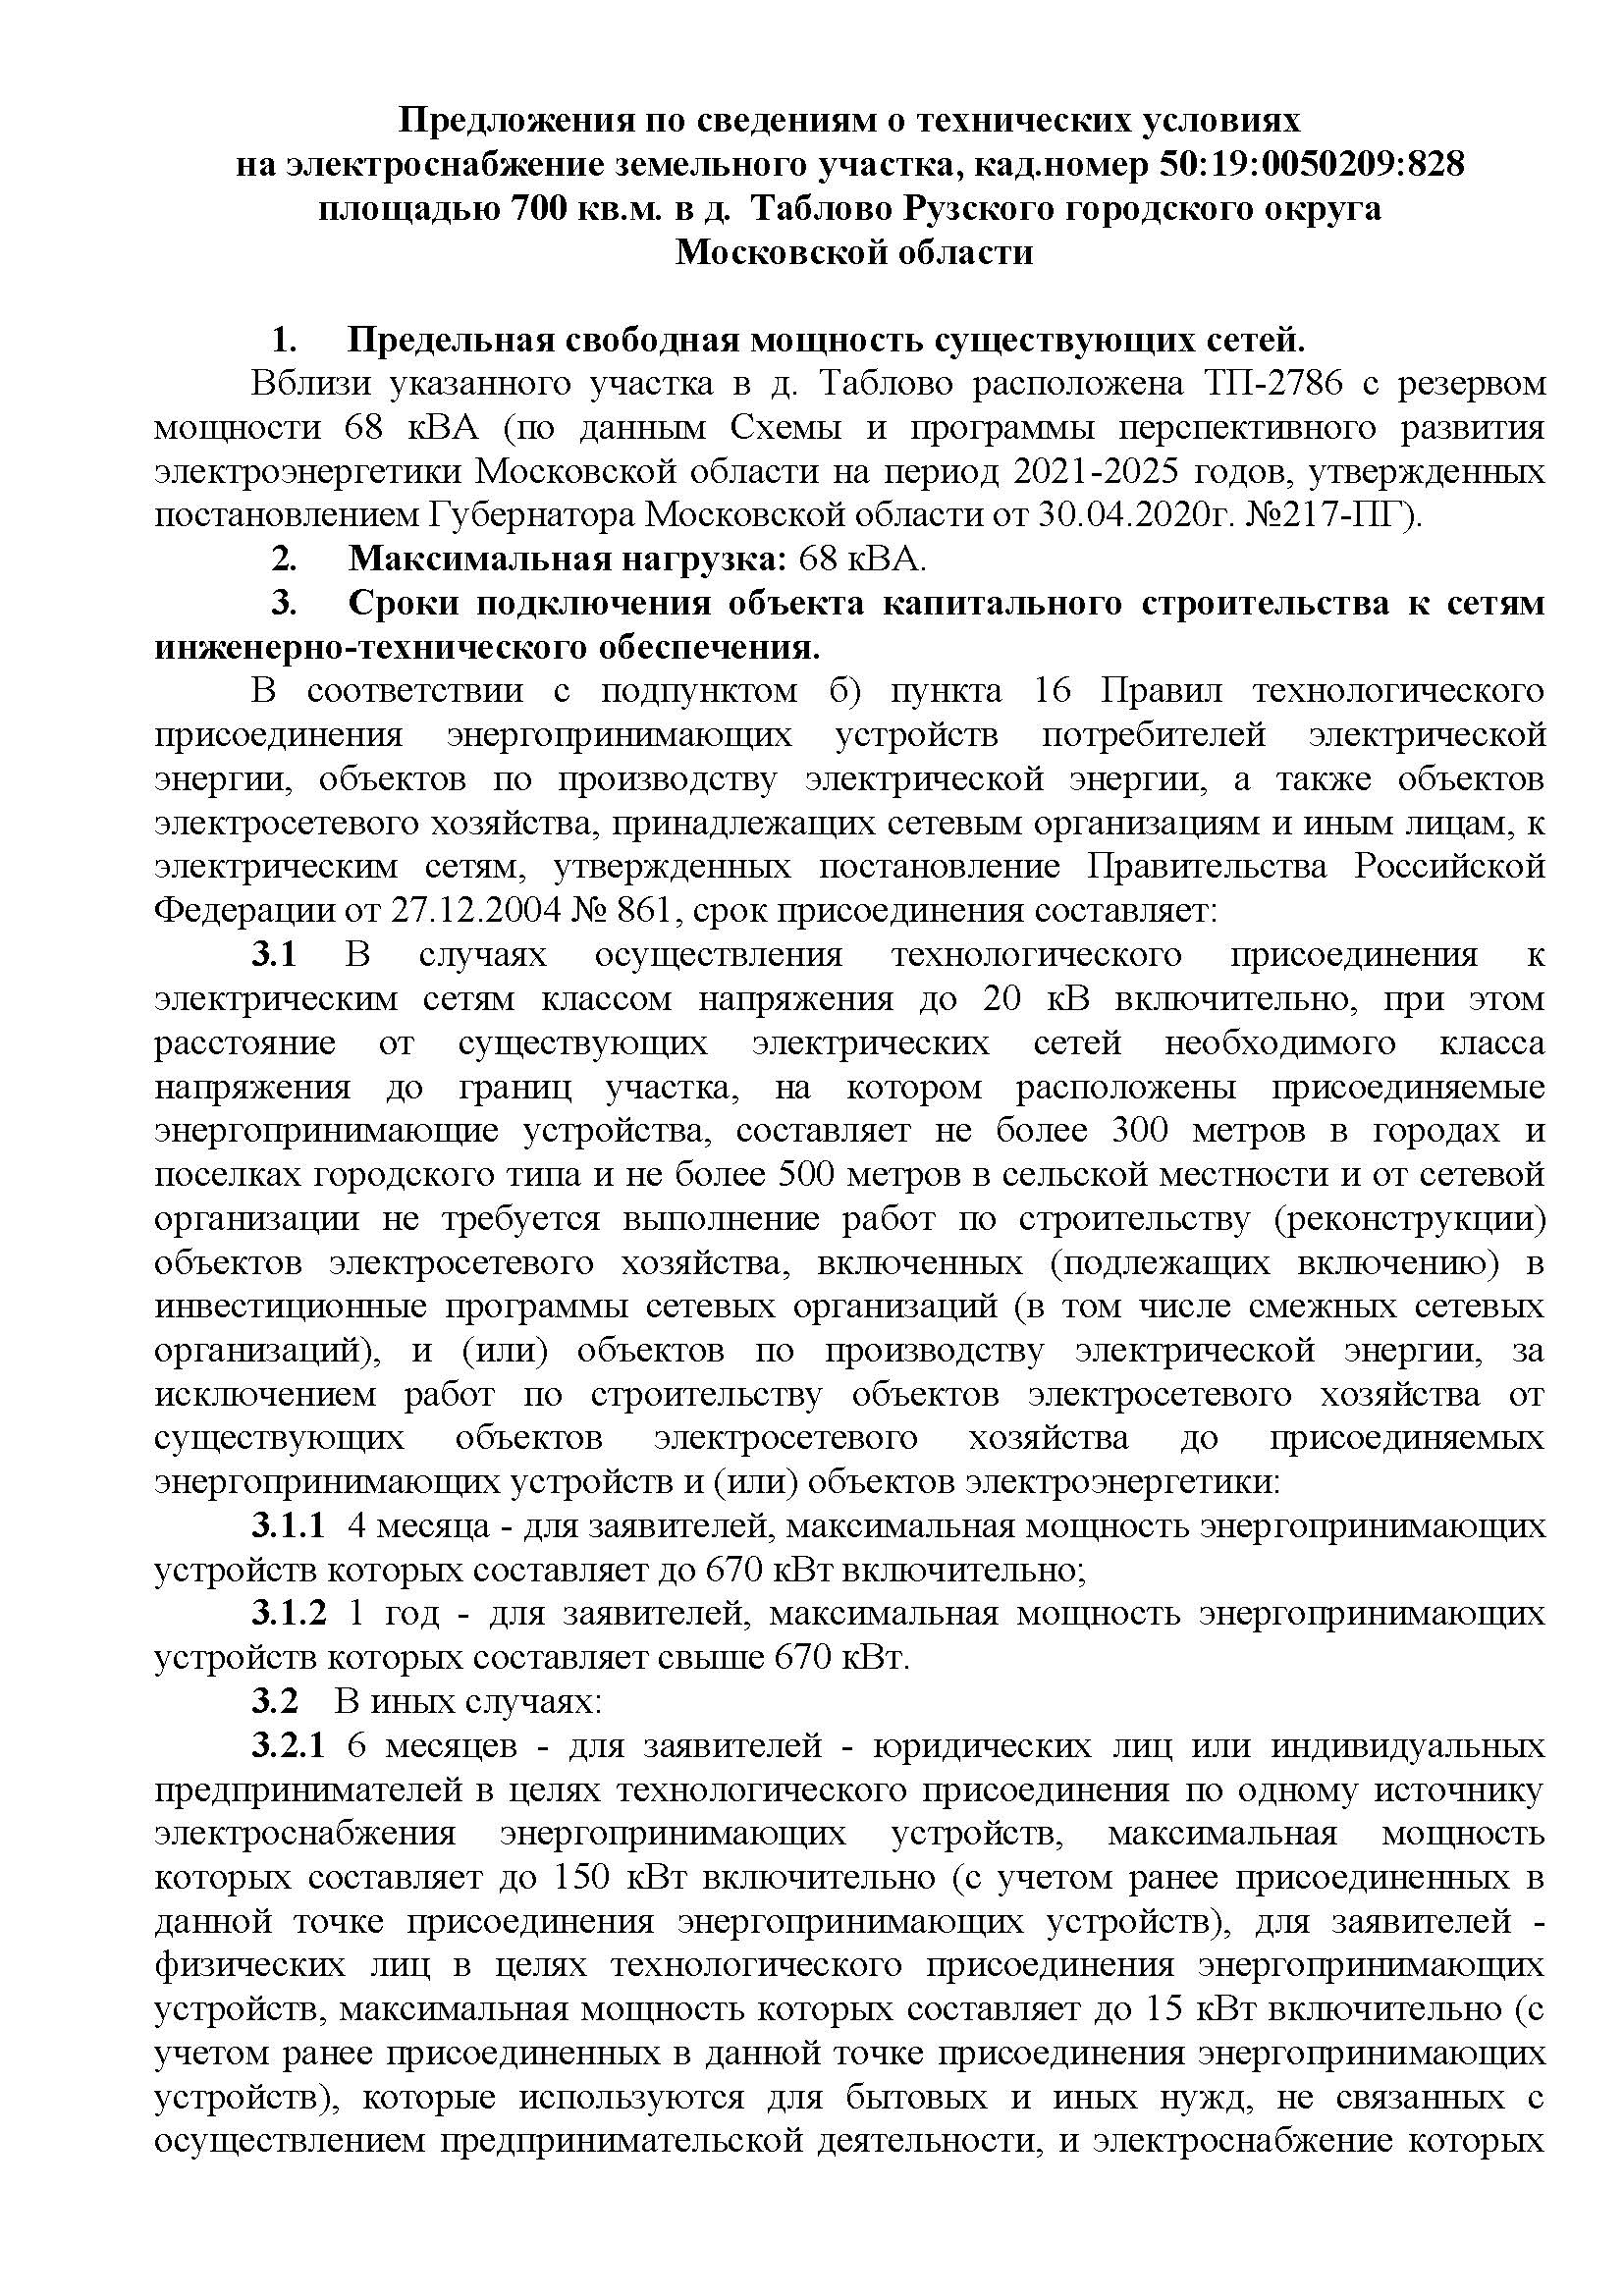 Предложения по сведениям о технических условиях
на электроснабжение земельного участка, кад.номер 50:19:0050209:828
площадью 700 кв.м. в д. Таблово Рузского городского округа
Московской области
1. Предельная свободная мощность существующих сетей.
Вблизи указанного участка в д. Таблово расположена ТП-2786 с резервом
мощности 68 кВА (по данным Схемы и программы перспективного развития
электроэнергетики Московской области на период 2021-2025 годов, утвержденных
постановлением Губернатора Московской области от 30.04.2020г. №217-ПГ).
2. Максимальная нагрузка: 68 кВА.
3. Сроки подключения объекта капитального строительства к сетям
инженерно-технического обеспечения.
В соответствии с подпунктом б) пункта 16 Правил технологического
присоединения энергопринимающих устройств потребителей электрической
энергии, объектов по производству электрической энергии, а также объектов
электросетевого хозяйства, принадлежащих сетевым организациям и иным лицам, к
электрическим сетям, утвержденных постановление Правительства Российской
Федерации от 27.12.2004 № 861, срок присоединения составляет:
3.1 В случаях осуществления технологического присоединения к
электрическим сетям классом напряжения до 20 кВ включительно, при этом
расстояние от существующих электрических сетей необходимого класса
напряжения до границ участка, на котором расположены присоединяемые
энергопринимающие устройства, составляет не более 300 метров в городах и
поселках городского типа и не более 500 метров в сельской местности и от сетевой
организации не требуется выполнение работ по строительству (реконструкции)
объектов электросетевого хозяйства, включенных (подлежащих включению) в
инвестиционные программы сетевых организаций (в том числе смежных сетевых
организаций), и (или) объектов по производству электрической энергии, за
исключением работ по строительству объектов электросетевого хозяйства от
существующих объектов электросетевого хозяйства до присоединяемых
энергопринимающих устройств и (или) объектов электроэнергетики:
3.1.1 4 месяца - для заявителей, максимальная мощность энергопринимающих
устройств которых составляет до 670 кВт включительно;
3.1.2 1 год - для заявителей, максимальная мощность энергопринимающих
устройств которых составляет свыше 670 кВт.
3.2 В иных случаях:
3.2.1 6 месяцев - для заявителей - юридических лиц или индивидуальных
предпринимателей в целях технологического присоединения по одному источнику
электроснабжения энергопринимающих устройств, максимальная мощность
которых составляет до 150 кВт включительно (с учетом ранее присоединенных в
данной точке присоединения энергопринимающих устройств), для заявителей -
физических лиц в целях технологического присоединения энергопринимающих
устройств, максимальная мощность которых составляет до 15 кВт включительно (с
учетом ранее присоединенных в данной точке присоединения энергопринимающих
устройств), которые используются для бытовых и иных нужд, не связанных с
осуществлением предпринимательской деятельности, и электроснабжение которых